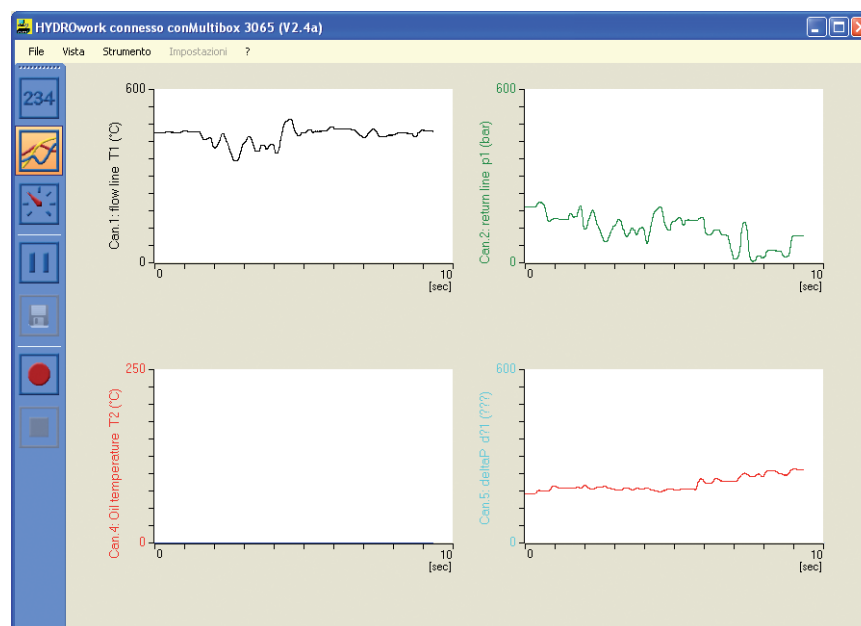 HYDROwork connesso conMultibox 3065 (V2.4a)
File Vista Strumento Impostazioni ?
234
600
Can.1: flow line T1 (°C)
0
0
10
[sec]
600
Can.2: return line p1 (bar)
0
0
10
[sec]
250
Can.4: Oil temperature T2 (°C)
0
0
10
[sec]
600
Can.5: deltaP d?1 (???)
0
0
10
[sec]